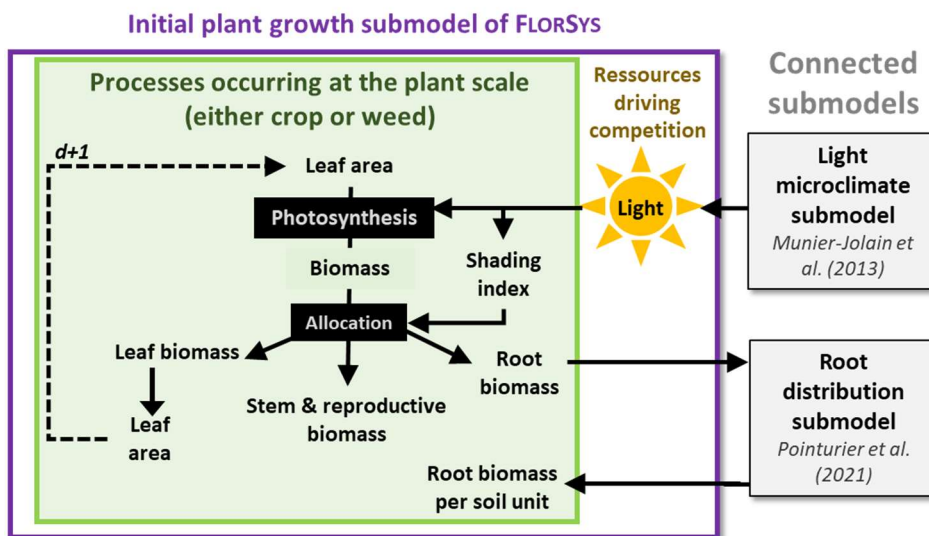 Initial plant growth submodel of FLORSYS
Processes occurring at the plant scale
(either crop or weed)
Ressources
driving
competition
Connected
submodels
d+1
Leaf area
Photosynthesis
Light
Light
microclimate
submodel
Munier-Jolain et
al. (2013)
Biomass
Shading
index
Allocation
Leaf biomass
Root
biomass
Stem & reproductive
biomass
Leaf
area
Root
distribution
submodel
Pointurier et al.
(2021)
Root biomass
per soil unit